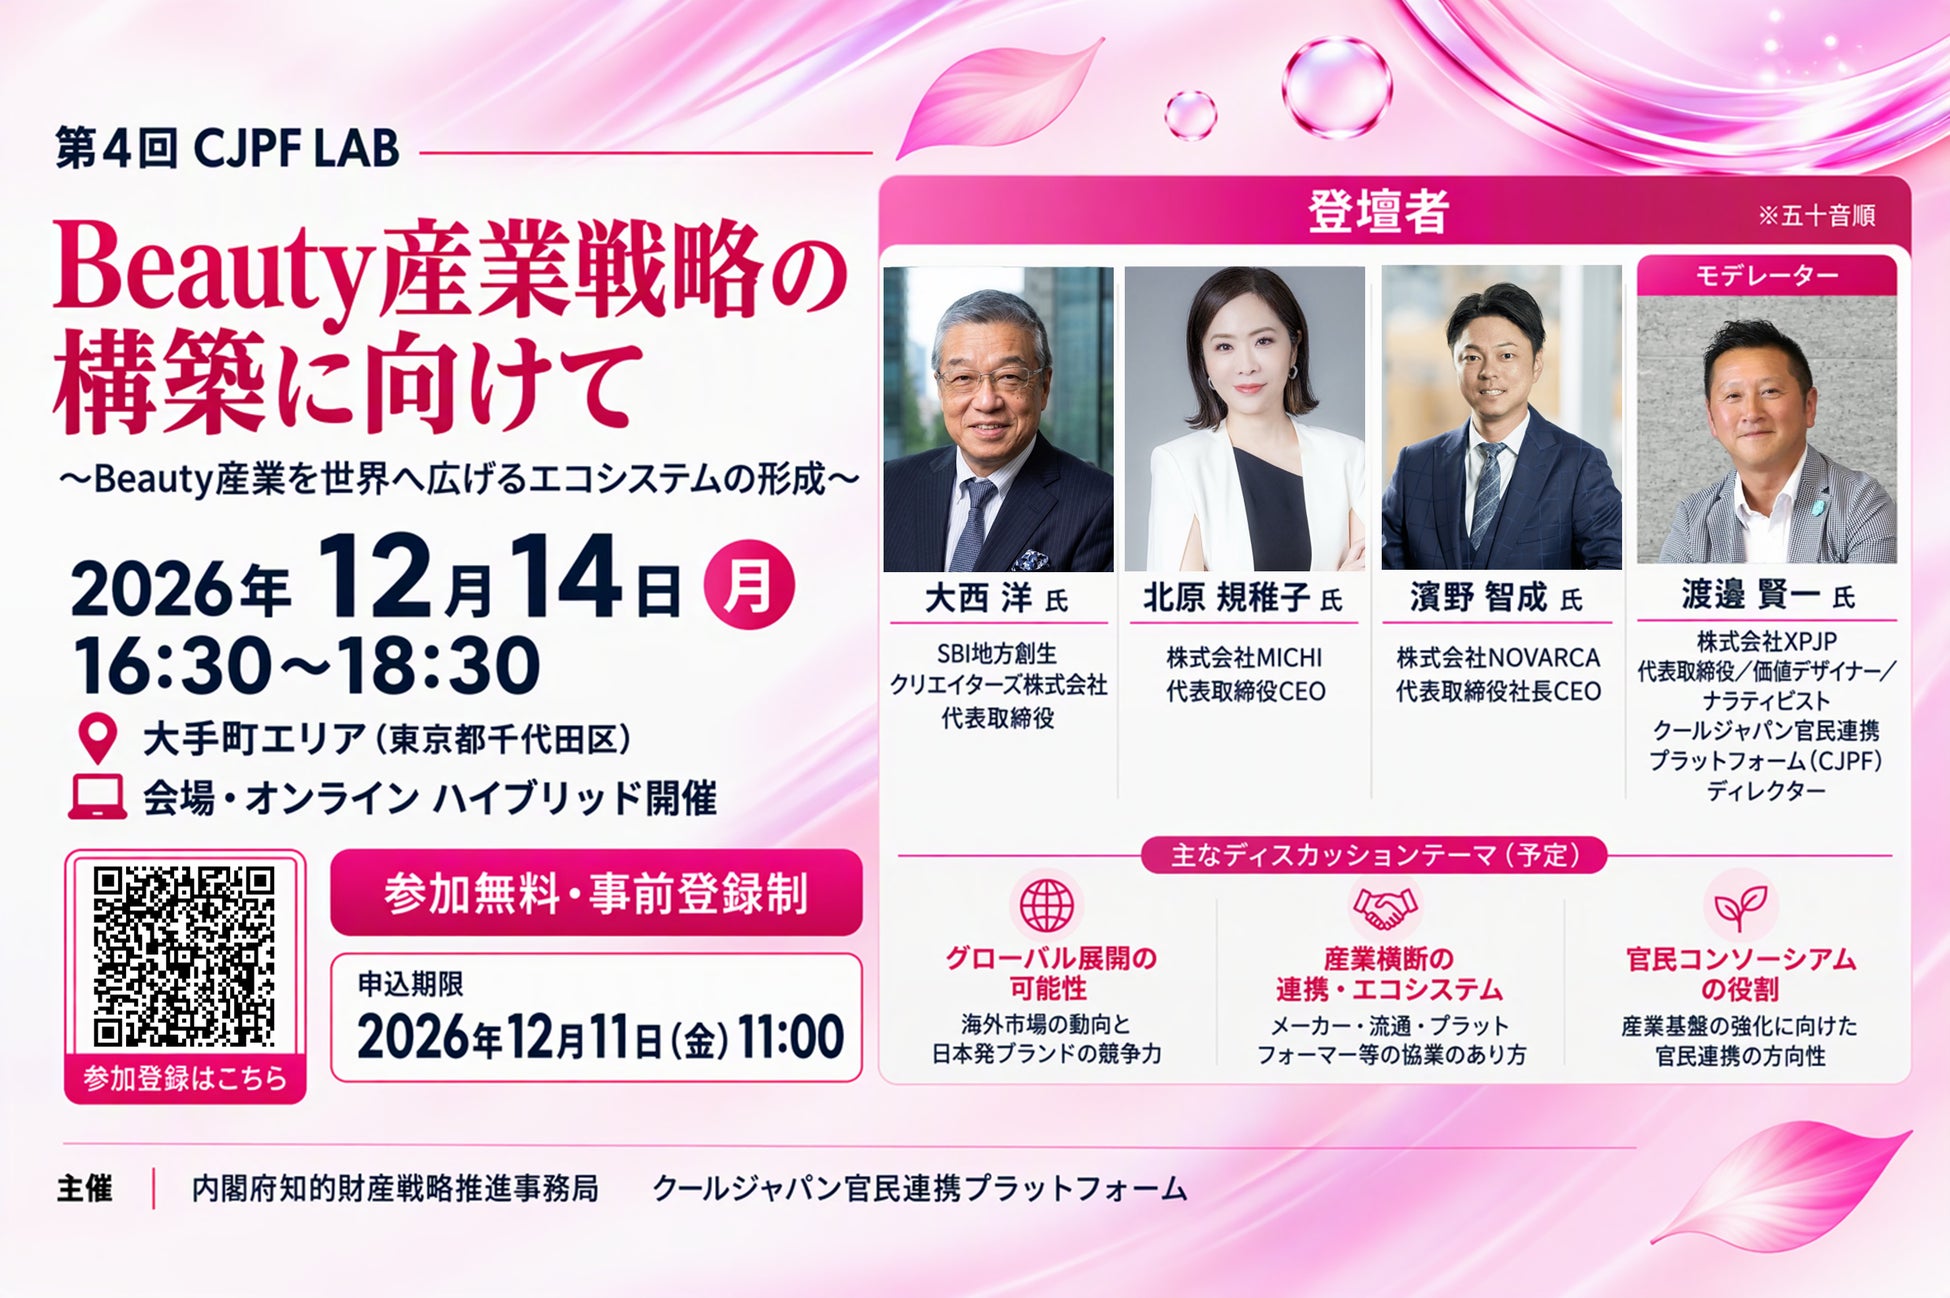 第4回 CJPF LAB
Beauty産業戦略の
構築に向けて
～Beauty産業を世界へ広げるエコシステムの形成～
2026年 12月14日 月
16:30～18:30
大手町エリア（東京都千代田区）
会場・オンライン ハイブリッド開催
参加登録はこちら
参加無料・事前登録制
申込期限
2026年12月11日（金）11:00
登壇者
※五十音順
大西 洋 氏
SBI地方創生
クリエイターズ株式会社
代表取締役
北原 規稚子 氏
株式会社MICHI
代表取締役CEO
濱野 智成 氏
株式会社NOVARCA
代表取締役社長CEO
モデレーター
渡邉 賢一 氏
株式会社XPJP
代表取締役／価値デザイナー／
ナラティビスト
クールジャパン官民連携
プラットフォーム（CJPF）
ディレクター
主なディスカッションテーマ（予定）
グローバル展開の
可能性
海外市場の動向と
日本発ブランドの競争力
産業横断の
連携・エコシステム
メーカー・流通・プラット
フォーマー等の協業のあり方
官民コンソーシアム
の役割
産業基盤の強化に向けた
官民連携の方向性
主催
内閣府知的財産戦略推進事務局 クールジャパン官民連携プラットフォーム